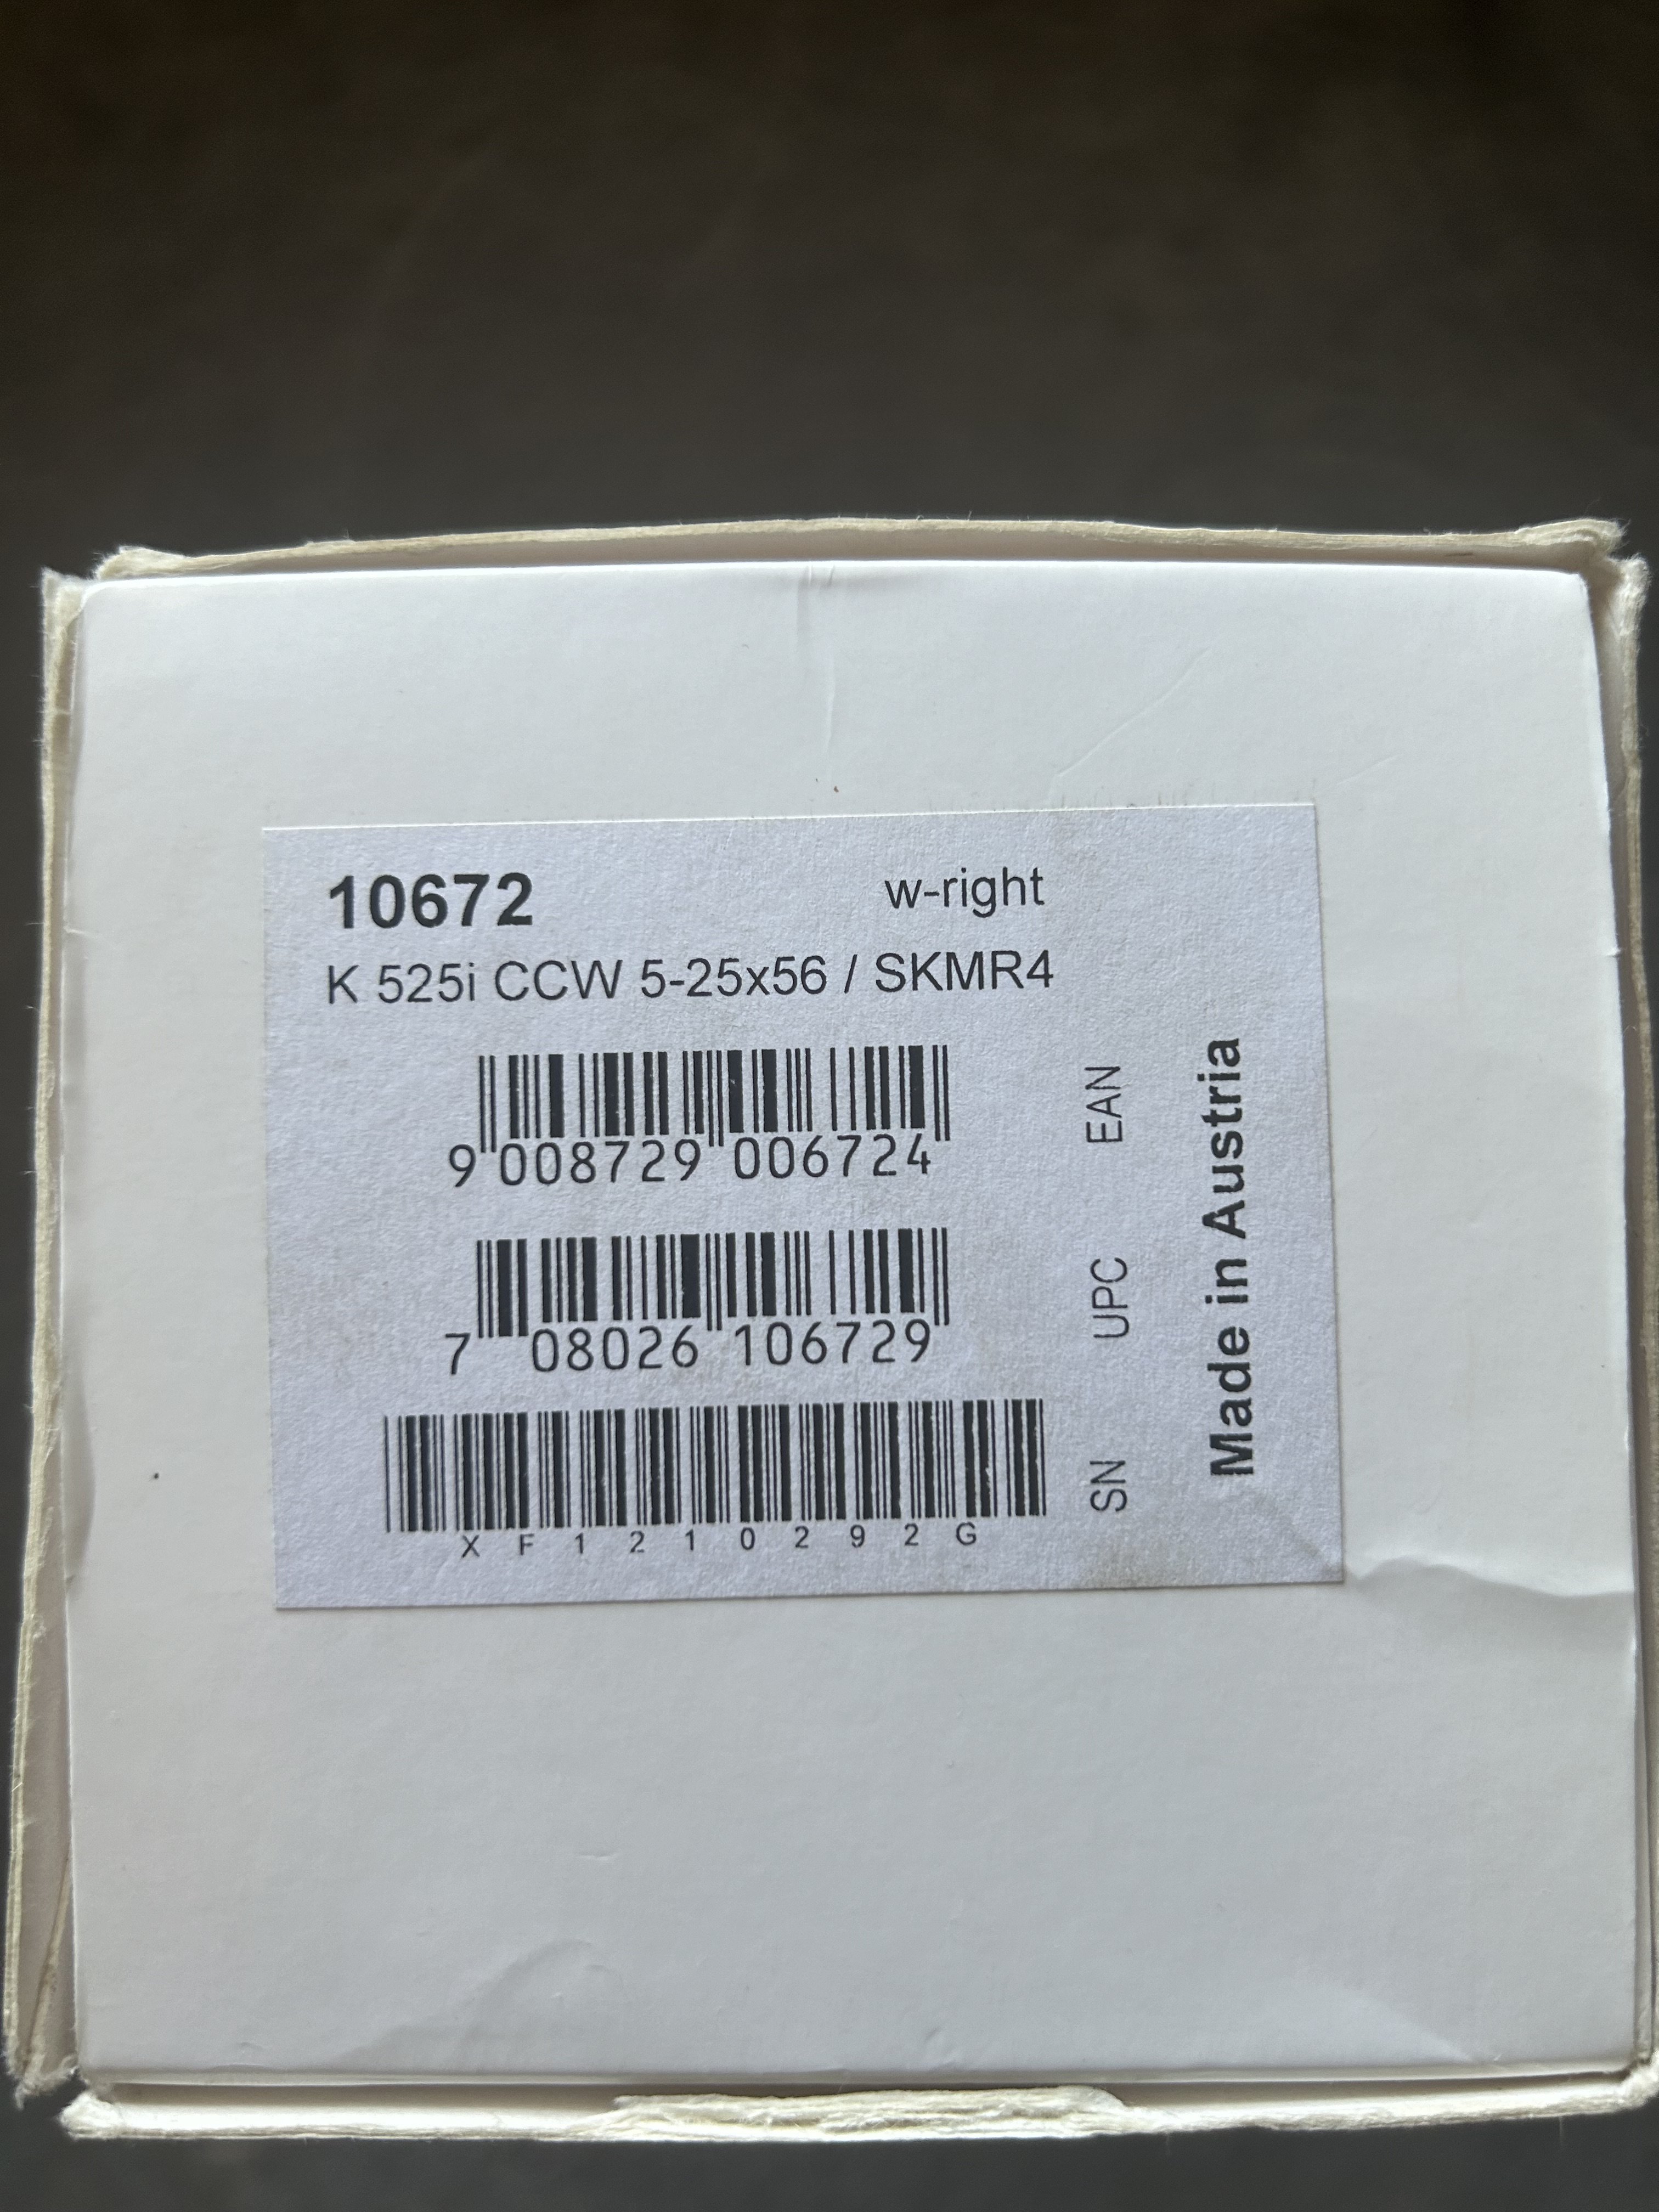 10672 w-right
K 525i CCW 5-25x56 / SKMR4
9 008729 006724
EAN
7 08026 106729
UPC
XF1210292G
SN
Made in Austria